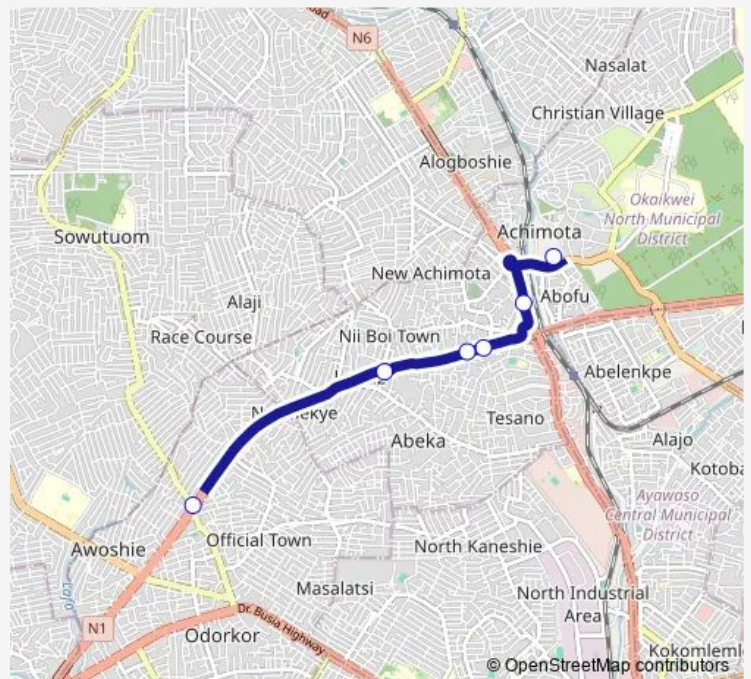 N6
Nasalat
Christian Village
Alogboshie
Okaikwei
North Municipal
District
Sowutuom
Achimota
New Achimota
Alaji
Abofu
Race Course
Nii Boi Town
Abelenkpe
Tesano
Abeka
Alajo
Kotoba
Ayawaso
Central Municipal
District
Official Town
Awoshie
North Kaneshie
Masalatsi
North Industrial
Area
N1
Dr. Busia Highway
Odorkor
Kokomleml
© OpenStreetMap contributors